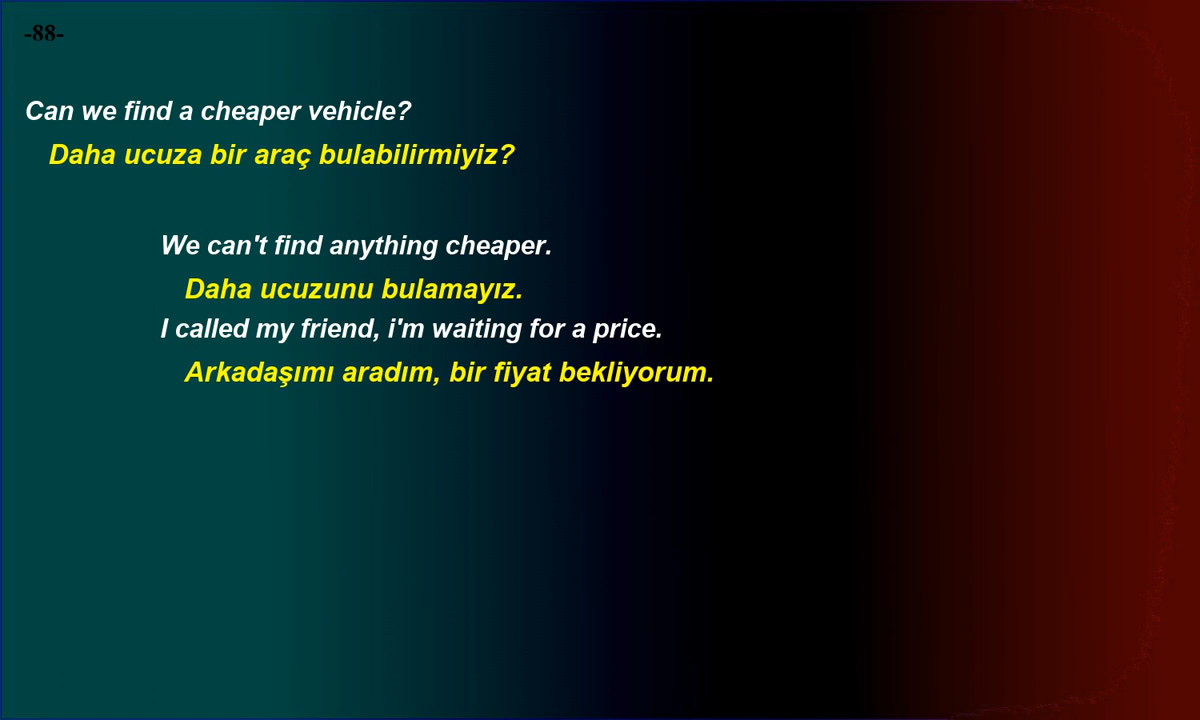 -88-
Can we find a cheaper vehicle?
Daha ucuza bir araç bulabilirmiyiz?
We can't find anything cheaper.
Daha ucuzunu bulamayız.
I called my friend, i'm waiting for a price.
Arkadaşımı aradım, bir fiyat bekliyorum.